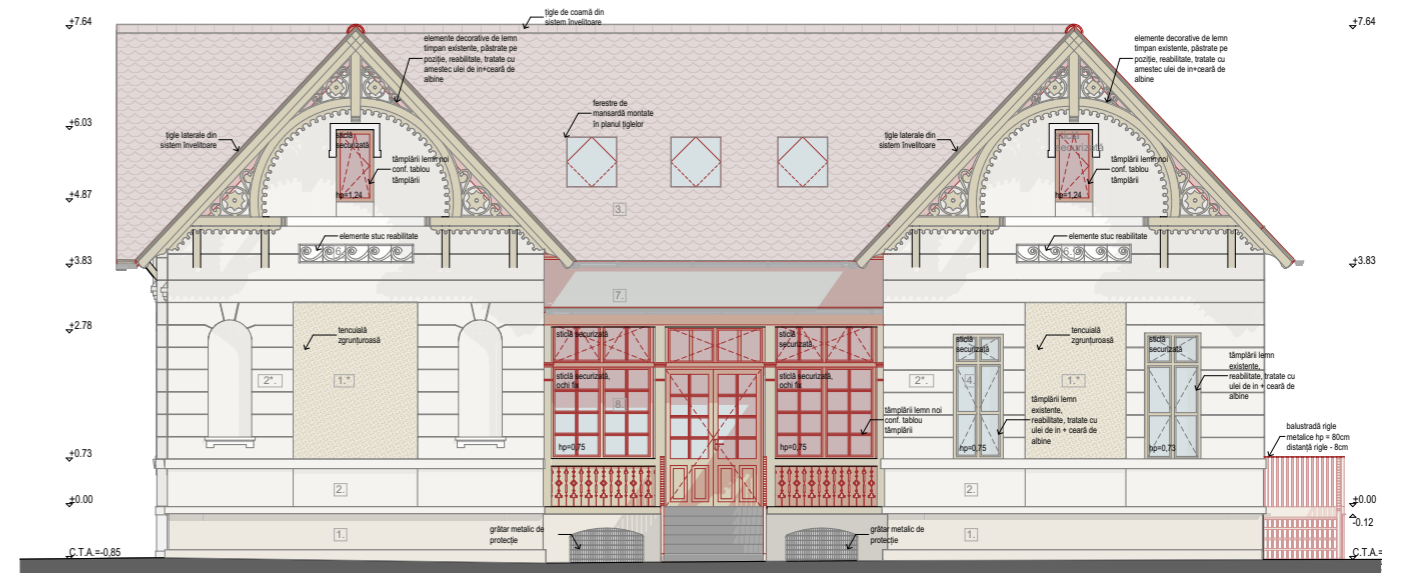 țigle de coamă din
sistem învelitoare
+7.64
+7.64
elemente decorative de lemn
timpan existente, păstrate pe
poziție, reabilitate, tratate cu
amestec ulei de in+ceară de
albine
elemente decorative de lemn
timpan existente, păstrate pe
poziție, reabilitate, tratate cu
amestec ulei de in+ceară de
albine
ferestre de
mansardă montate
în planul țiglelor
+6.03
țigle laterale din
sistem învelitoare
sticlă
securizată
țigle laterale din
sistem învelitoare
sticlă
securizată
tâmplării lemn noi
conf. tablou
tâmplării
tâmplării lemn noi
conf. tablou
tâmplării
+4.87
hp=1,24
hp=1,24
3.
elemente stuc reabilitate
elemente stuc reabilitate
6.
6.
+3.83
+3.83
7.
+2.78
tencuială
zgrunțuroasă
sticlă securizată
sticlă
securizată
sticlă
securizată
tencuială
zgrunțuroasă
sticlă
securizată
tâmplării lemn
existente,
reabilitate, tratate cu
ulei de in + ceară de
albine
2*.
1.*
sticlă securizată,
ochi fix
sticlă securizată,
ochi fix
2*.
4.
1.*
8.
tâmplării lemn noi
conf. tablou
tâmplării
tâmplării lemn
existente,
reabilitate, tratate cu
ulei de in + ceară de
albine
balustradă rigle
metalice hp = 80cm
distanță rigle - 8cm
+0.73
hp=0,75
hp=0,75
hp=0,75
hp=0,73
2.
2.
+0.00
+0.00
-0.12
1.
grătar metalic de
protecție
grătar metalic de
protecție
1.
C.T.A.=-0,85
C.T.A.=